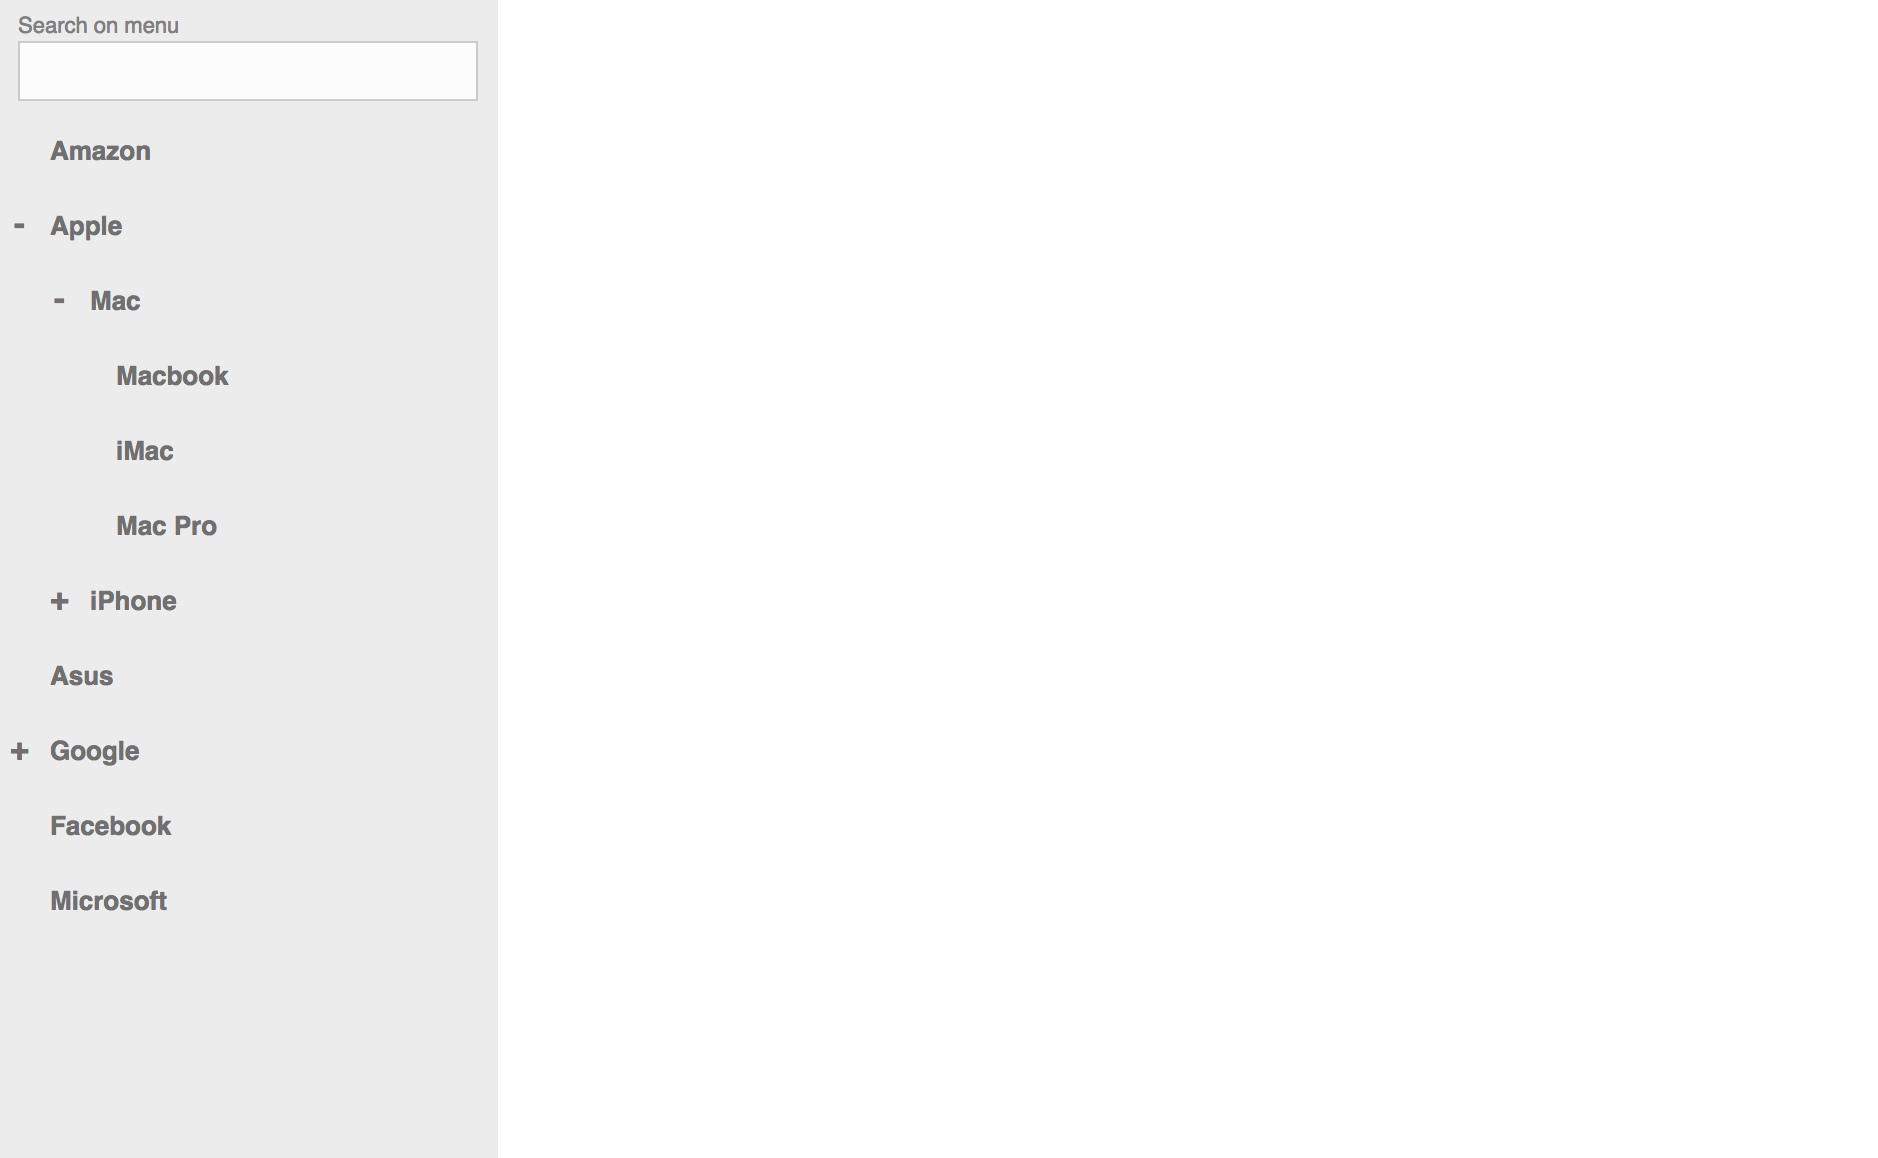 Search on menu
Amazon
- Apple
- Mac
Macbook
iMac
Mac Pro
+ iPhone
Asus
+ Google
Facebook
Microsoft